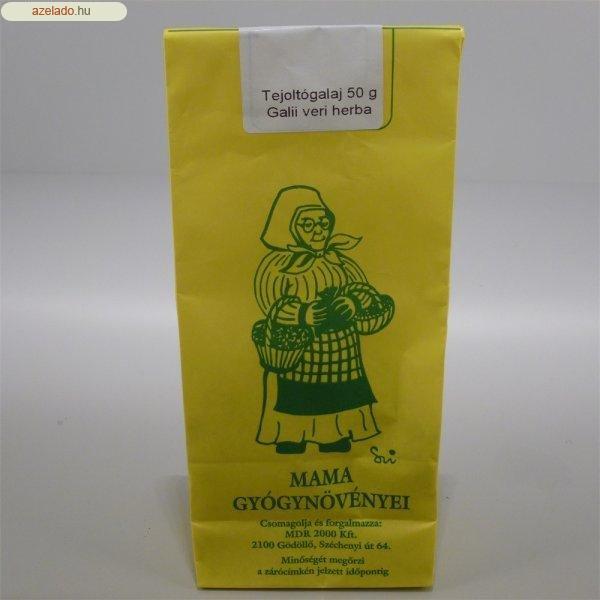 azelado.hu
Tejoltógalaj 50 g
Galii veri herba
Sri
MAMA
GYÓGYNÖVÉNYEI
Csomagolja és forgalmazza:
MDR 2000 Kft.
2100 Gödöllő, Széchenyi út 64.
Minőségét megőrzi
a zárócímkén jelzett időpontig